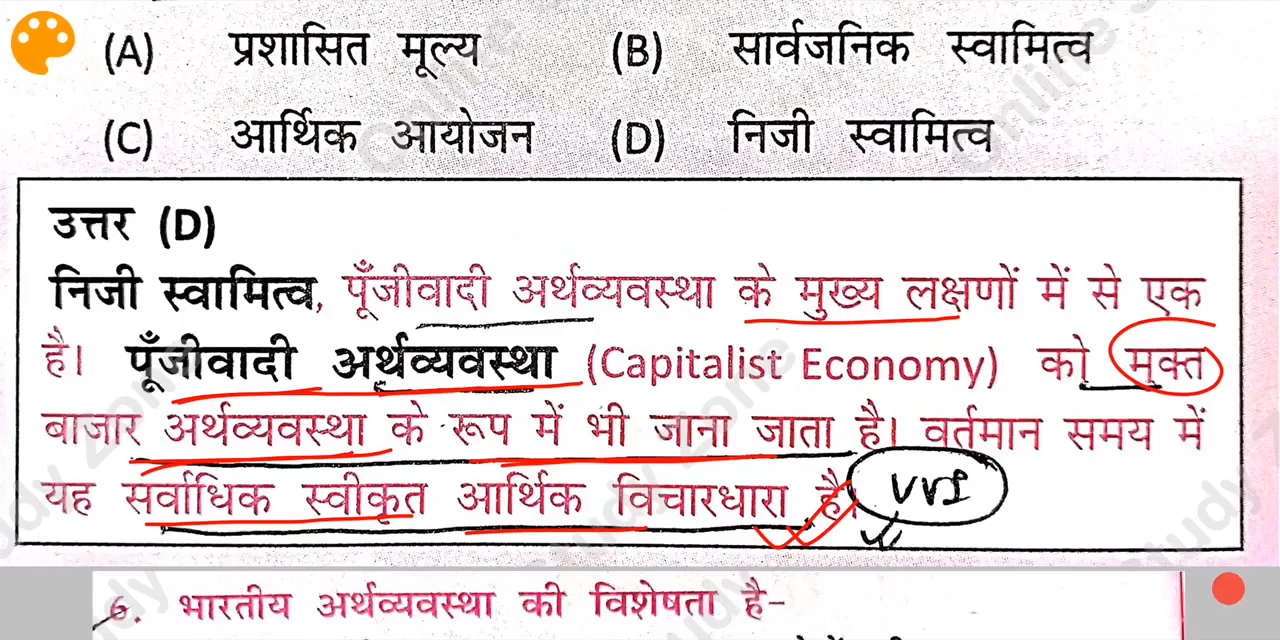 (A) प्रशासित मूल्य (B) सार्वजनिक स्वामित्व
(C) आर्थिक आयोजन (D) निजी स्वामित्व
उत्तर (D)
निजी स्वामित्व, पूँजीवादी अर्थव्यवस्था के मुख्य लक्षणों में से एक
है। पूँजीवादी अर्थव्यवस्था (Capitalist Economy) को मुक्त
बाजार अर्थव्यवस्था के रूप में भी जाना जाता है। वर्तमान समय में
यह सर्वाधिक स्वीकृत आर्थिक विचारधारा है। VVI
6. भारतीय अर्थव्यवस्था की विशेषता है-